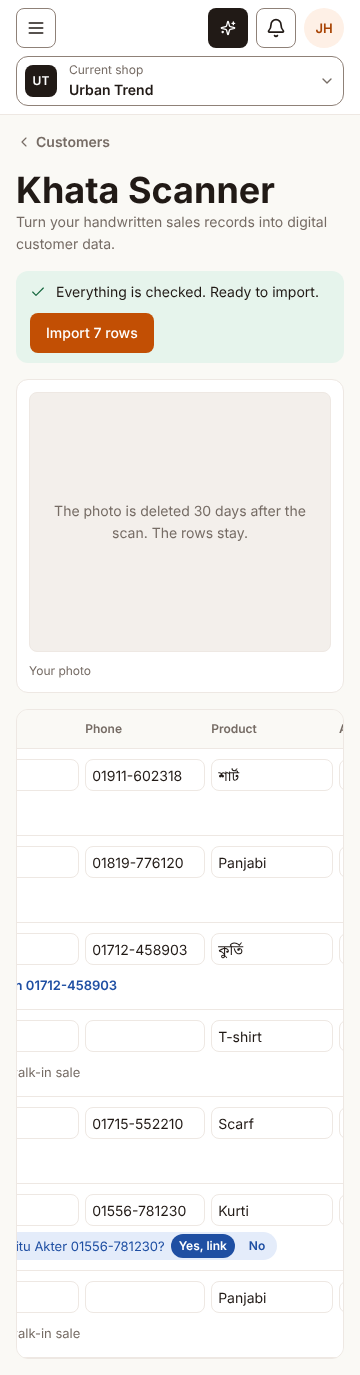 JH
UT
Current shop
Urban Trend
Customers
Khata Scanner
Turn your handwritten sales records into digital
customer data.
Everything is checked. Ready to import.
Import 7 rows
The photo is deleted 30 days after the
scan. The rows stay.
Your photo
Phone Product
01911-602318 শার্ট
01819-776120 Panjabi
01712-458903 কুর্তি
01712-458903
T-shirt
alk-in sale
01715-552210 Scarf
01556-781230 Kurti
itu Akter 01556-781230? Yes, link No
Panjabi
alk-in sale